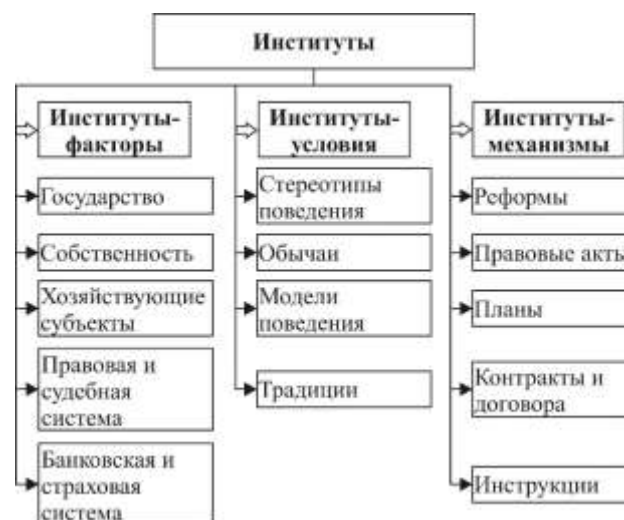 Институты
Институты-
факторы
Государство
Собственность
Хозяйствующие
субъекты
Правовая и
судебная
система
Банковская и
страховая
система
Институты-
условия
Стереотипы
поведения
Обычаи
Модели
поведения
Традиции
Институты-
механизмы
Реформы
Правовые акты
Планы
Контракты и
договора
Инструкции